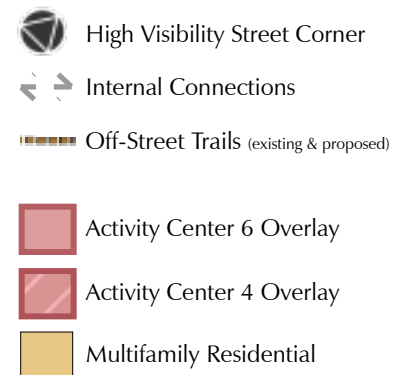 High Visibility Street Corner
Internal Connections
Off-Street Trails (existing & proposed)
Activity Center 6 Overlay
Activity Center 4 Overlay
Multifamily Residential